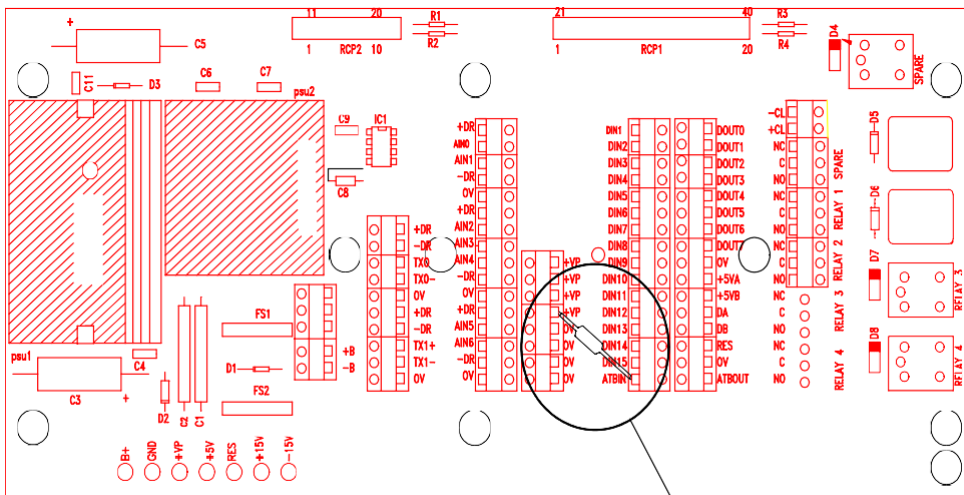 11 20
1 RCP2 10
R1
R2
21 40
1 RCP1 20
R3
R4
D4
SPARE
+
C5
C11
D3
C6
C7
psu2
C9
IC1
C8
+DR
AIN0
AIN1
-DR
0V
+DR
AIN2
AIN3
AIN4
-DR
0V
+DR
AIN5
AIN6
-DR
0V
DIN1
DIN2
DIN3
DIN4
DIN5
DIN6
DIN7
DIN8
DIN9
DIN10
DIN11
DIN12
DIN13
DIN14
DIN15
ATBIN
DOUT0
DOUT1
DOUT2
DOUT3
DOUT4
DOUT5
DOUT6
DOUT7
0V
+5VA
+5VB
DA
DB
RES
0V
ATBOUT
-CL
+CL
NC
C
NO
NC
C
NO
NC
C
NO
NC
C
NO
NC
C
NO
SPARE
RELAY 1
RELAY 2
RELAY 3
RELAY 4
D5
D6
D7
RELAY 3
D8
RELAY 4
+DR
-DR
TX0
TX0-
0V
+DR
-DR
TX1+
TX1-
0V
+VP
+VP
+VP
+VP
0V
0V
0V
0V
psu1
C4
C3
+
D2
C2
C1
FS1
D1
FS2
+B
-B
B+
GND
+VP
+5V
RES
+15V
-15V